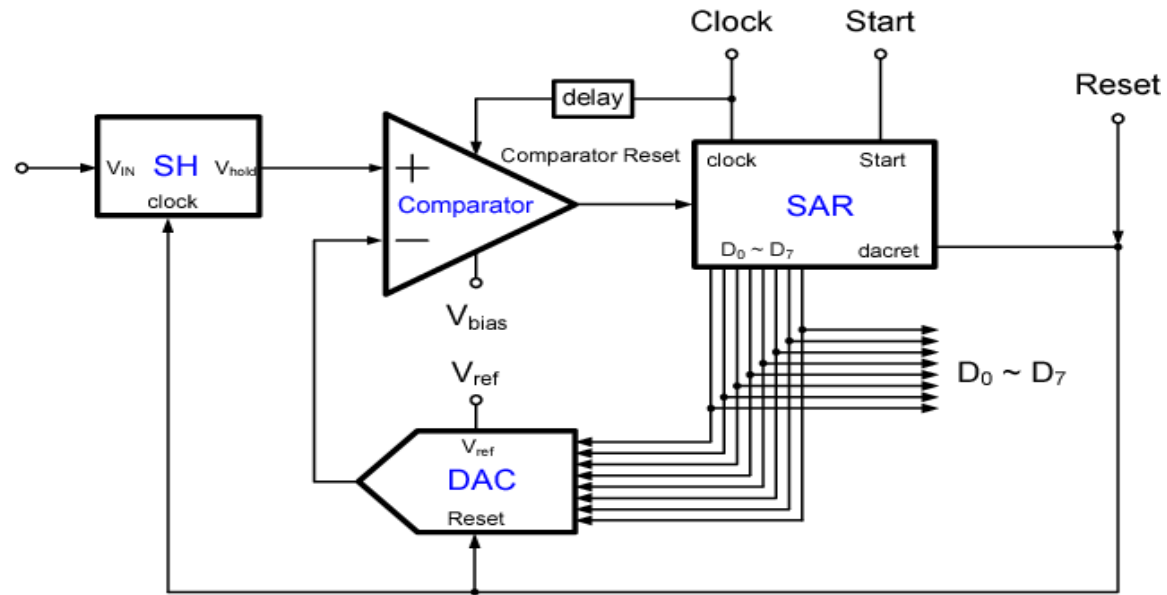 Clock
Start
Reset
delay
Comparator Reset
V_IN
SH
V_hold
clock
+
Comparator
−
V_bias
clock
Start
SAR
D_0 ~ D_7
dacret
D_0 ~ D_7
V_ref
V_ref
DAC
Reset